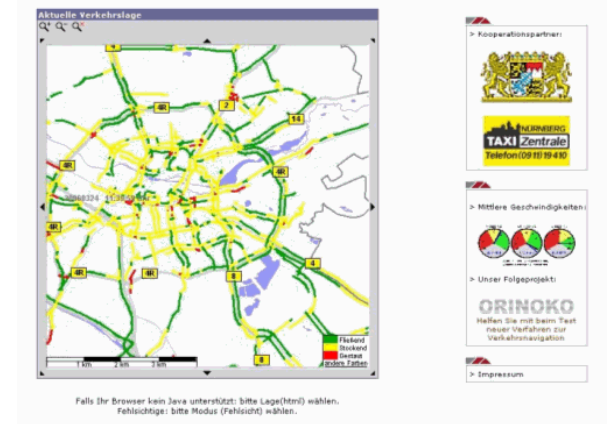 Aktuelle Verkehrslage
4
4R
2
14
4R
4R
4R
4R
4R
4
8
8
1 km
2 km
3 km
Fließend
Stockend
Gestaut
andere Farben
Falls Ihr Browser kein Java unterstützt: bitte Lage(html) wählen.
Fehlsichtige: bitte Modus (Fehlsicht) wählen.
> Kooperationspartner:
NÜRNBERG
TAXI Zentrale
Telefon (09 11) 19 410
> Mittlere Geschwindigkeiten:
> Unser Folgeprojekt:
ORINOKO
Helfen Sie mit beim Test
neuer Verfahren zur
Verkehrsnavigation
> Impressum